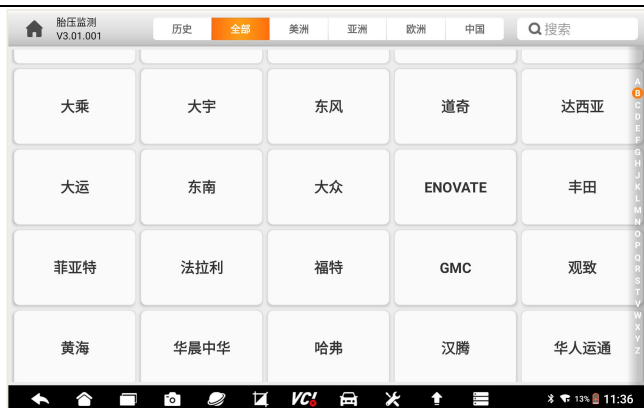 胎压监测
V3.01.001
历史 全部 美洲 亚洲 欧洲 中国 搜索
大乘 大宇 东风 道奇 达西亚
大运 东南 大众 ENOVATE 丰田
菲亚特 法拉利 福特 GMC 观致
黄海 华晨中华 哈弗 汉腾 华人运通
A
B
C
D
E
F
G
H
J
K
L
M
N
O
P
Q
R
S
T
V
W
X
Y
Z
VCI 13% 11:36